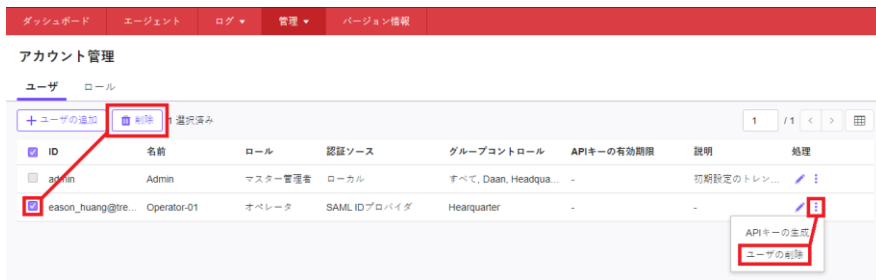 ダッシュボード エージェント ログ ▼ 管理 ▼ バージョン情報
アカウント管理
ユーザ ロール
+ ユーザの追加 削除 1 選択済み 1 / 1 < >
ID 名前 ロール 認証ソース グループコントロール APIキーの有効期限 説明 処理
admin Admin マスター管理者 ローカル すべて, Daan, Headqua... - 初期設定のトレン...
eason_huang@tre... Operator-01 オペレータ SAML IDプロバイダ Hearquarter - -
APIキーの生成
ユーザの削除